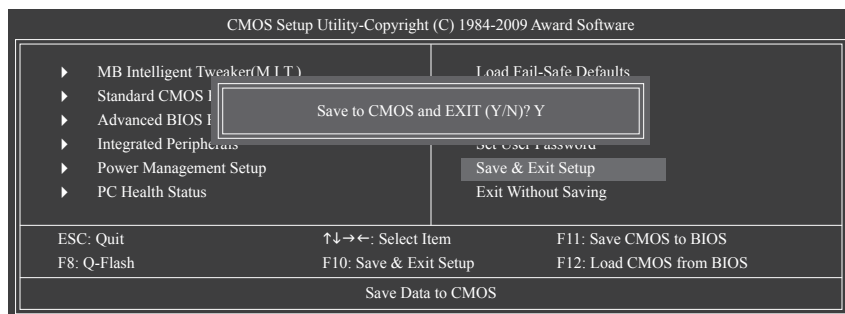 CMOS Setup Utility-Copyright (C) 1984-2009 Award Software
MB Intelligent Tweaker(M.I.T.)
Standard CMOS
Advanced BIOS
Integrated Peripherals
Power Management Setup
PC Health Status
Load Fail-Safe Defaults
Set User Password
Save & Exit Setup
Exit Without Saving
Save to CMOS and EXIT (Y/N)? Y
ESC: Quit
↑↓→←: Select Item
F11: Save CMOS to BIOS
F8: Q-Flash
F10: Save & Exit Setup
F12: Load CMOS from BIOS
Save Data to CMOS